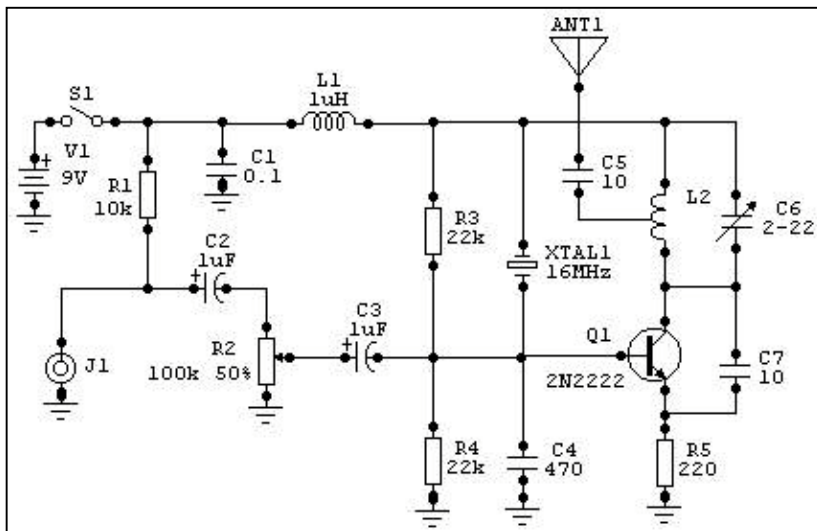 ANT1
S1
L1
1uH
V1
9V
R1
10k
C1
0.1
C5
10
L2
C6
2-22
R3
22k
XTAL1
16MHz
C2
1uF
C3
1uF
Q1
2N2222
J1
R2
100k 50%
C7
10
R4
22k
C4
470
R5
220